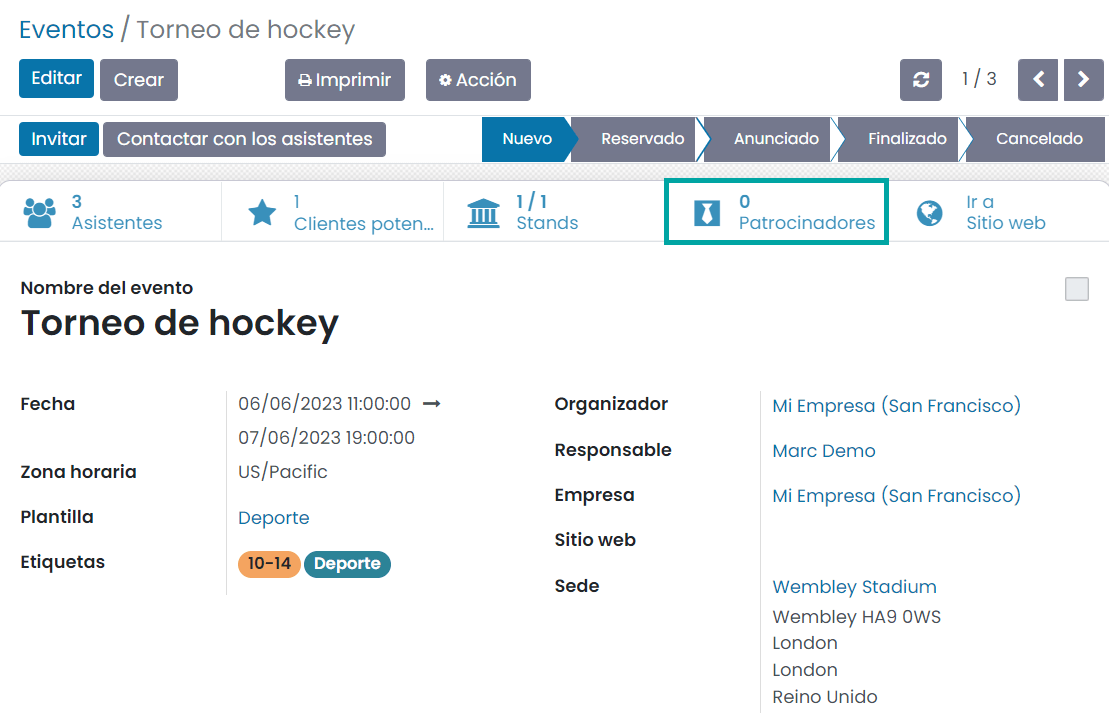 Eventos / Torneo de hockey
Editar Crear Imprimir Acción 1 / 3
Invitar Contactar con los asistentes Nuevo Reservado Anunciado Finalizado Cancelado
3
Asistentes
1
Clientes poten...
1 / 1
Stands
0
Patrocinadores
Ir a
Sitio web
Nombre del evento
Torneo de hockey
Fecha 06/06/2023 11:00:00 →
07/06/2023 19:00:00
Zona horaria US/Pacific
Plantilla Deporte
Etiquetas 10-14 Deporte
Organizador Mi Empresa (San Francisco)
Responsable Marc Demo
Empresa Mi Empresa (San Francisco)
Sitio web
Sede Wembley Stadium
Wembley HA9 0WS
London
London
Reino Unido